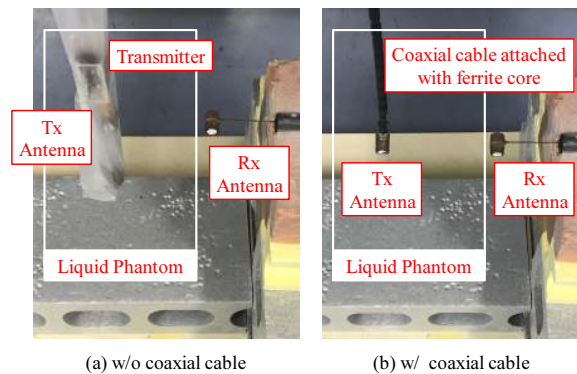 Transmitter
Tx
Antenna
Rx
Antenna
Liquid Phantom
(a) w/o coaxial cable
Coaxial cable attached
with ferrite core
Tx
Antenna
Rx
Antenna
Liquid Phantom
(b) w/ coaxial cable